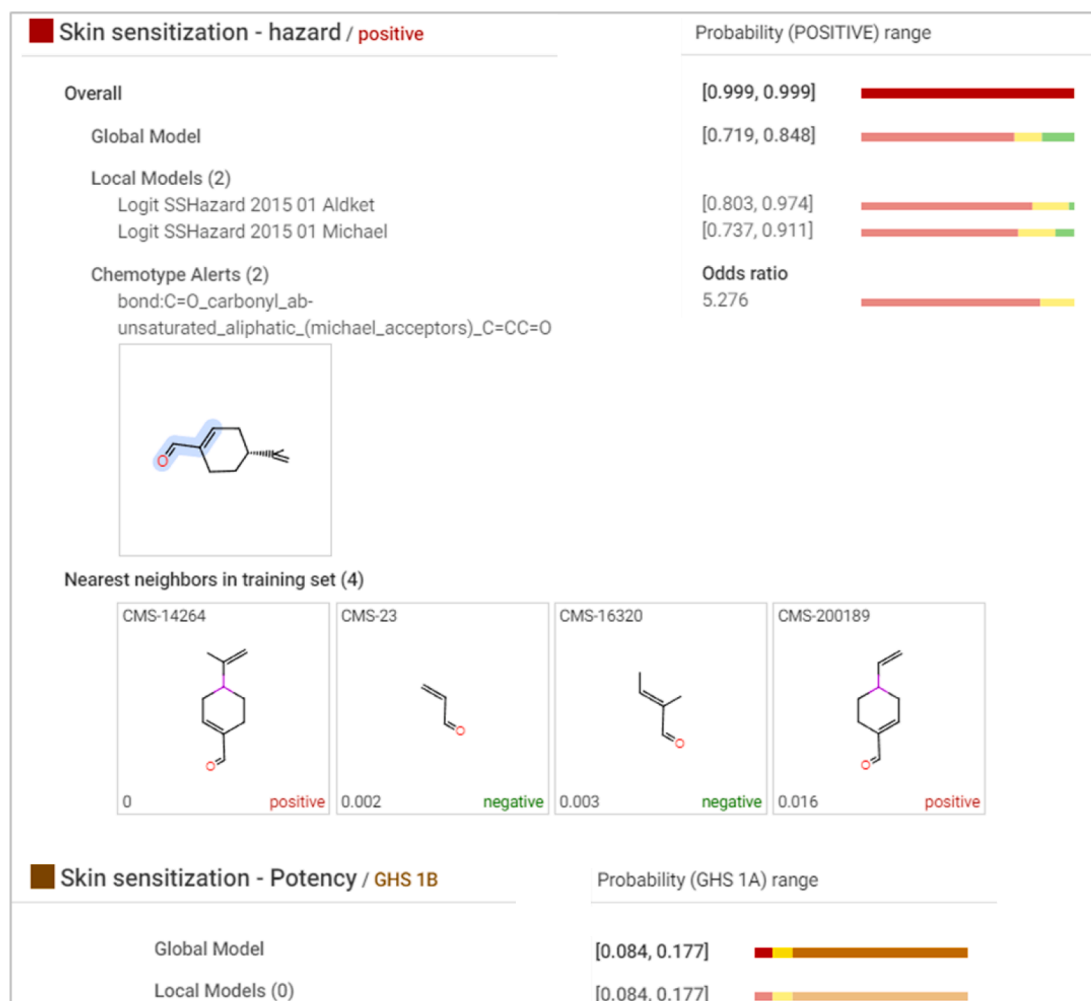 Skin sensitization - hazard / positive
Probability (POSITIVE) range
Overall
[0.999, 0.999]
Global Model
[0.719, 0.848]
Local Models (2)
Logit SSHazard 2015 01 Aldket
[0.803, 0.974]
Logit SSHazard 2015 01 Michael
[0.737, 0.911]
Chemotype Alerts (2)
Odds ratio
bond:C=O_carbonyl_ab-
5.276
unsaturated_aliphatic_(michael_acceptors)_C=CC=O
O
Nearest neighbors in training set (4)
CMS-14264
CMS-23
CMS-16320
CMS-200189
O
O
O
O
0 positive
0.002 negative
0.003 negative
0.016 positive
Skin sensitization - Potency / GHS 1B
Probability (GHS 1A) range
Global Model
[0.084, 0.177]
Local Models (0)
[0.084, 0.177]